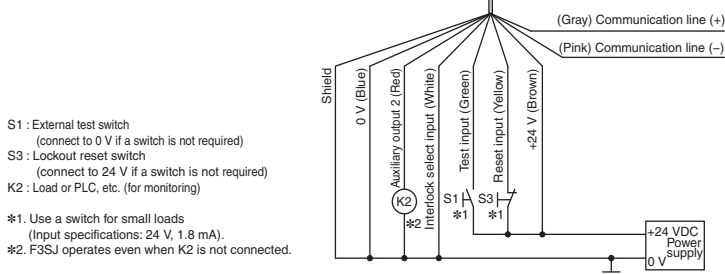 (Gray) Communication line (+)
(Pink) Communication line (−)
Shield
0 V (Blue)
Auxiliary output 2 (Red)
Interlock select input (White)
Test input (Green)
Reset input (Yellow)
+24 V (Brown)
S1 : External test switch
(connect to 0 V if a switch is not required)
S3 : Lockout reset switch
(connect to 24 V if a switch is not required)
K2 : Load or PLC, etc. (for monitoring)
✻1. Use a switch for small loads
(Input specifications: 24 V, 1.8 mA).
✻2. F3SJ operates even when K2 is not connected.
K2
✻2
S1
✻1
S3
✻1
+24 VDC
Power
supply
0 V